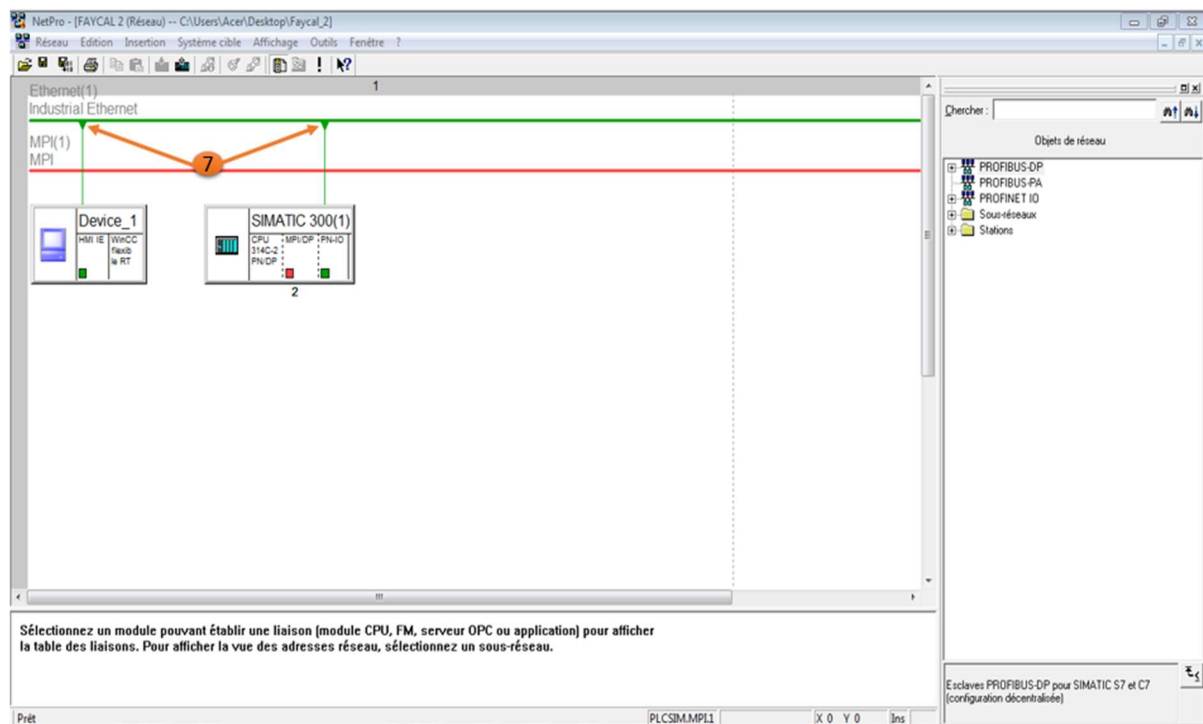 NetPro - [FAYCAL 2 (Réseau) -- C:\Users\Acer\Desktop\Faycal_2]
Réseau Edition Insertion Système cible Affichage Outils Fenêtre ?
1
Ethernet(1)
Industrial Ethernet
MPI(1)
MPI
7
Device_1
HMI IE WinCC
flexib
le RT
SIMATIC 300(1)
CPU MPI/DP PN-IO
314C-2
PN/DP
2
Chercher :
Objets de réseau
PROFIBUS-DP
PROFIBUS-PA
PROFINET IO
Sous-réseaux
Stations
Sélectionnez un module pouvant établir une liaison (module CPU, FM, serveur OPC ou application) pour afficher
la table des liaisons. Pour afficher la vue des adresses réseau, sélectionnez un sous-réseau.
Esclaves PROFIBUS-DP pour SIMATIC S7 et C7
(configuration décentralisée)
Prêt PLCSIM.MPI.1 X 0 Y 0 Ins